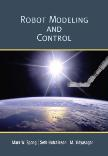 ROBOT MODELING
AND
CONTROL
Mark W. Spong | Seth Hutchinson | M. Vidyasagar